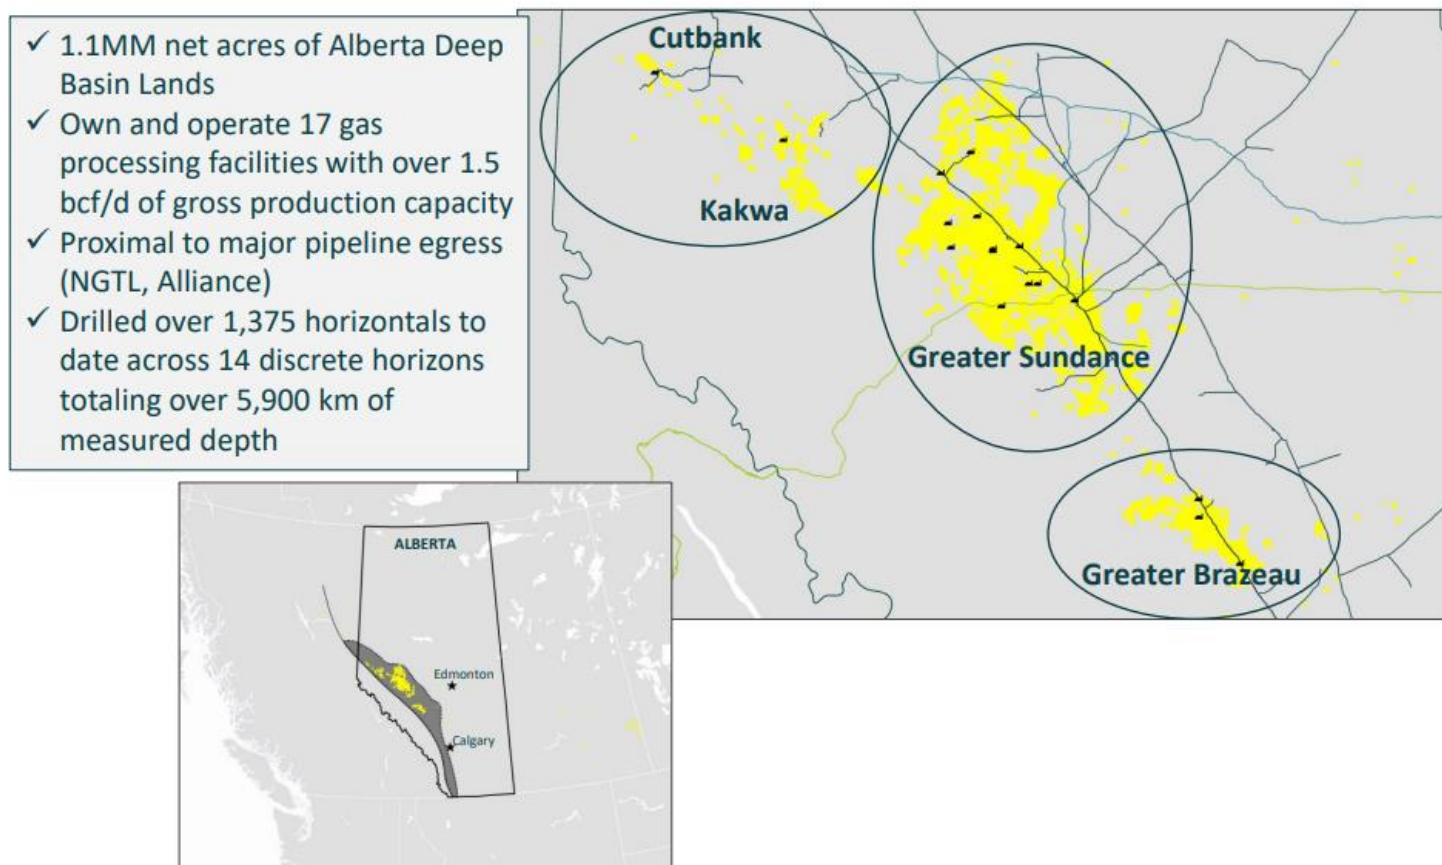 ✓ 1.1MM net acres of Alberta Deep
Basin Lands
✓ Own and operate 17 gas
processing facilities with over 1.5
bcf/d of gross production capacity
✓ Proximal to major pipeline egress
(NGTL, Alliance)
✓ Drilled over 1,375 horizontals to
date across 14 discrete horizons
totaling over 5,900 km of
measured depth
Cutbank
Kakwa
Greater Sundance
Greater Brazeau
ALBERTA
Edmonton
Calgary